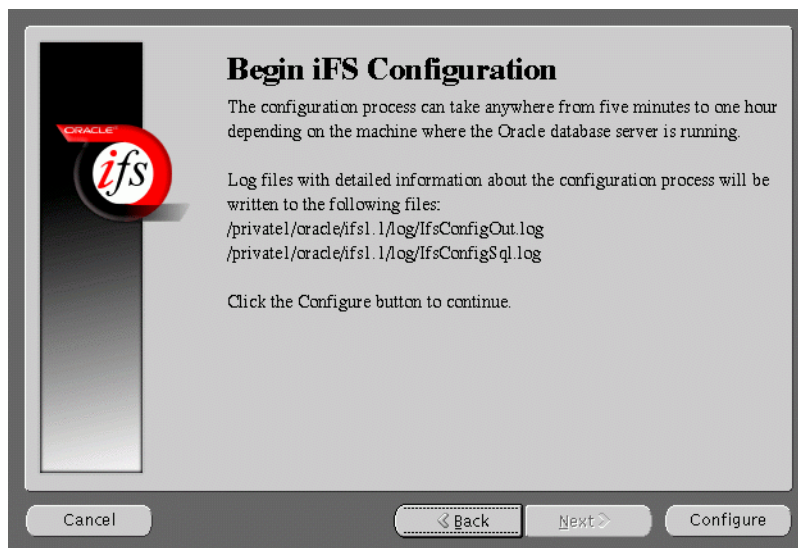 Begin iFS Configuration
The configuration process can take anywhere from five minutes to one hour
depending on the machine where the Oracle database server is running.
Log files with detailed information about the configuration process will be
written to the following files:
/private1/oracle/ifs1.1/log/IfsConfigOut.log
/private1/oracle/ifs1.1/log/IfsConfigSql.log
Click the Configure button to continue.
ORACLE
ifs
Cancel
Back
Next
Configure